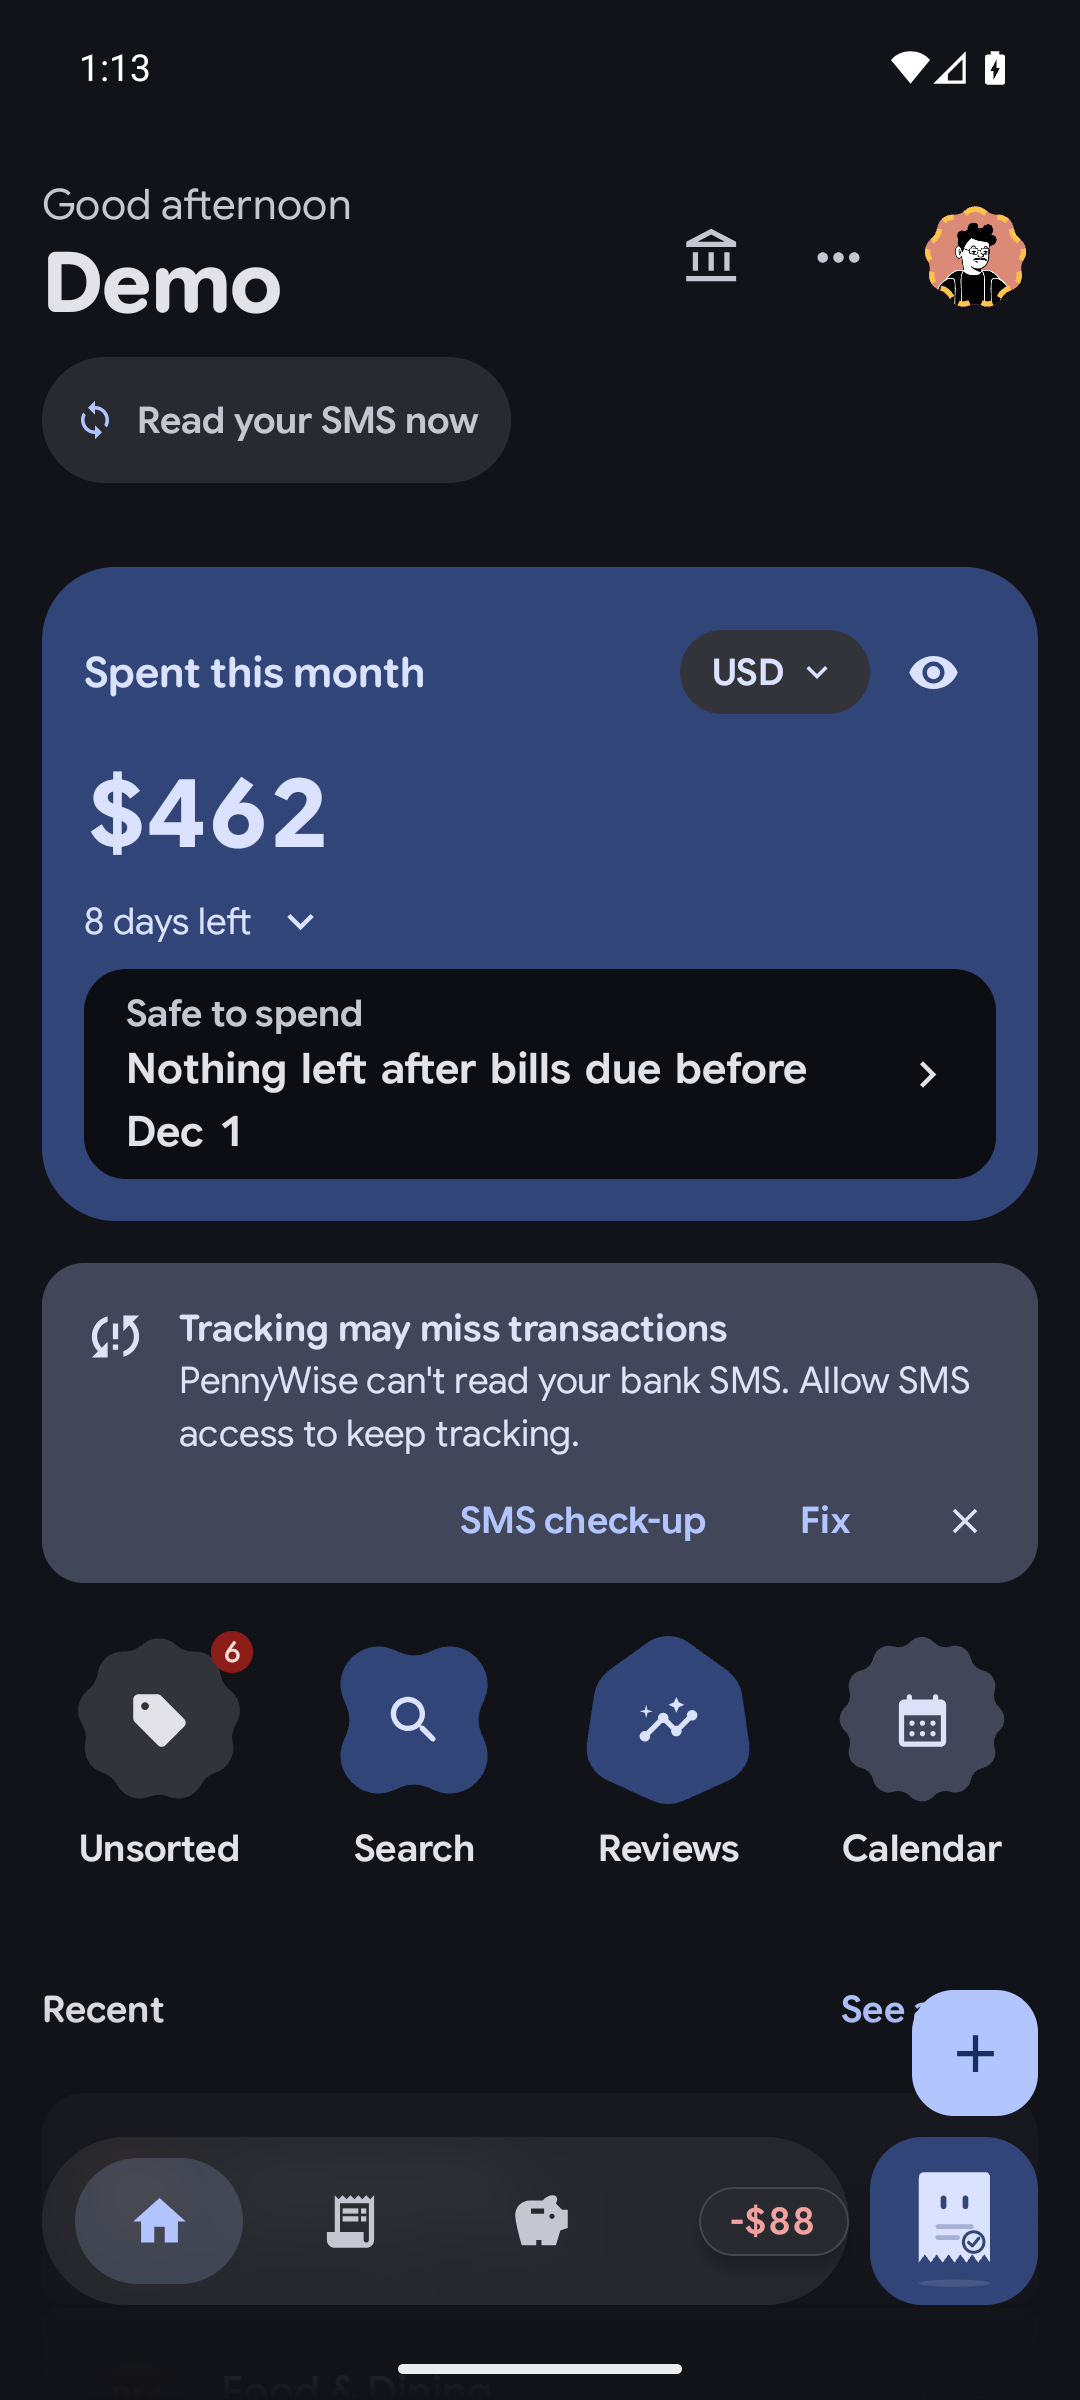 1:13
Good afternoon
Demo
Read your SMS now
Spent this month
USD
$462
8 days left
Safe to spend
Nothing left after bills due before
Dec 1
Tracking may miss transactions
PennyWise can't read your bank SMS. Allow SMS
access to keep tracking.
SMS check-up
Fix
6
Unsorted
Search
Reviews
Calendar
Recent
See
-$88
Food & Dining